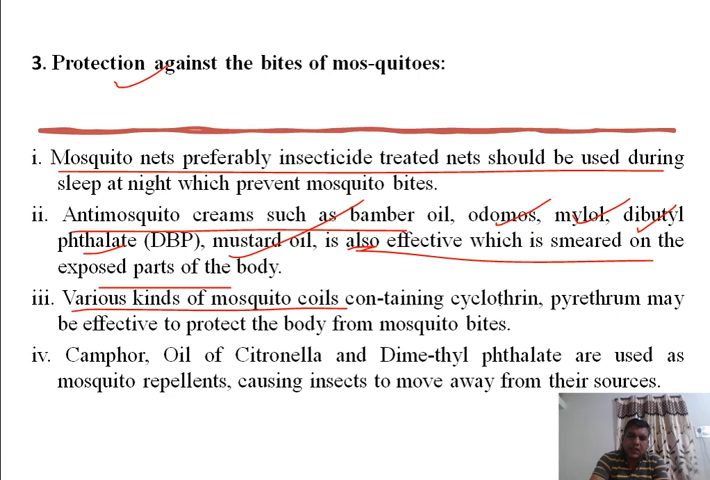 3. Protection against the bites of mos-quitoes:
i. Mosquito nets preferably insecticide treated nets should be used during
sleep at night which prevent mosquito bites.
ii. Antimosquito creams such as bamber oil, odomos, mylol, dibutyl
phthalate (DBP), mustard oil, is also effective which is smeared on the
exposed parts of the body.
iii. Various kinds of mosquito coils con-taining cyclothrin, pyrethrum may
be effective to protect the body from mosquito bites.
iv. Camphor, Oil of Citronella and Dime-thyl phthalate are used as
mosquito repellents, causing insects to move away from their sources.